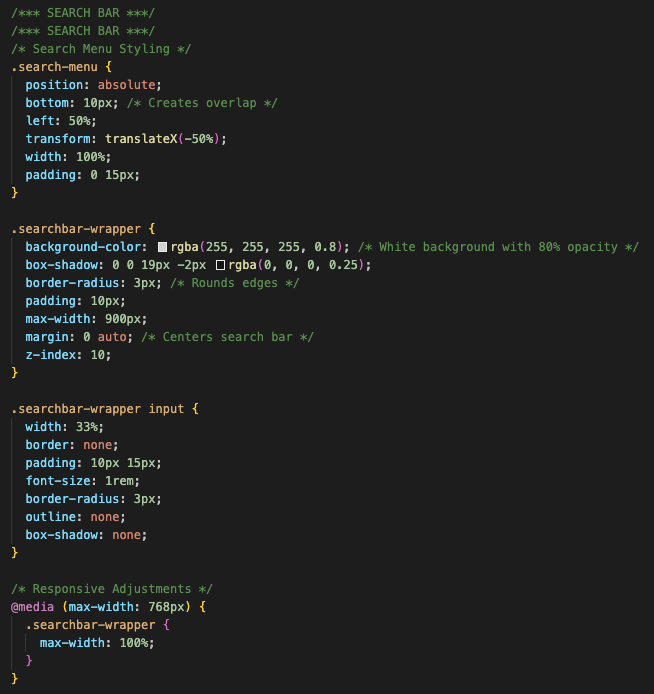 /*** SEARCH BAR ***/
/*** SEARCH BAR ***/
/* Search Menu Styling */
.search-menu {
  position: absolute;
  bottom: 10px; /* Creates overlap */
  left: 50%;
  transform: translateX(-50%);
  width: 100%;
  padding: 0 15px;
}

.searchbar-wrapper {
  background-color: rgba(255, 255, 255, 0.8); /* White background with 80% opacity */
  box-shadow: 0 0 19px -2px rgba(0, 0, 0, 0.25);
  border-radius: 3px; /* Rounds edges */
  padding: 10px;
  max-width: 900px;
  margin: 0 auto; /* Centers search bar */
  z-index: 10;
}

.searchbar-wrapper input {
  width: 33%;
  border: none;
  padding: 10px 15px;
  font-size: 1rem;
  border-radius: 3px;
  outline: none;
  box-shadow: none;
}

/* Responsive Adjustments */
@media (max-width: 768px) {
  .searchbar-wrapper {
    max-width: 100%;
  }
}